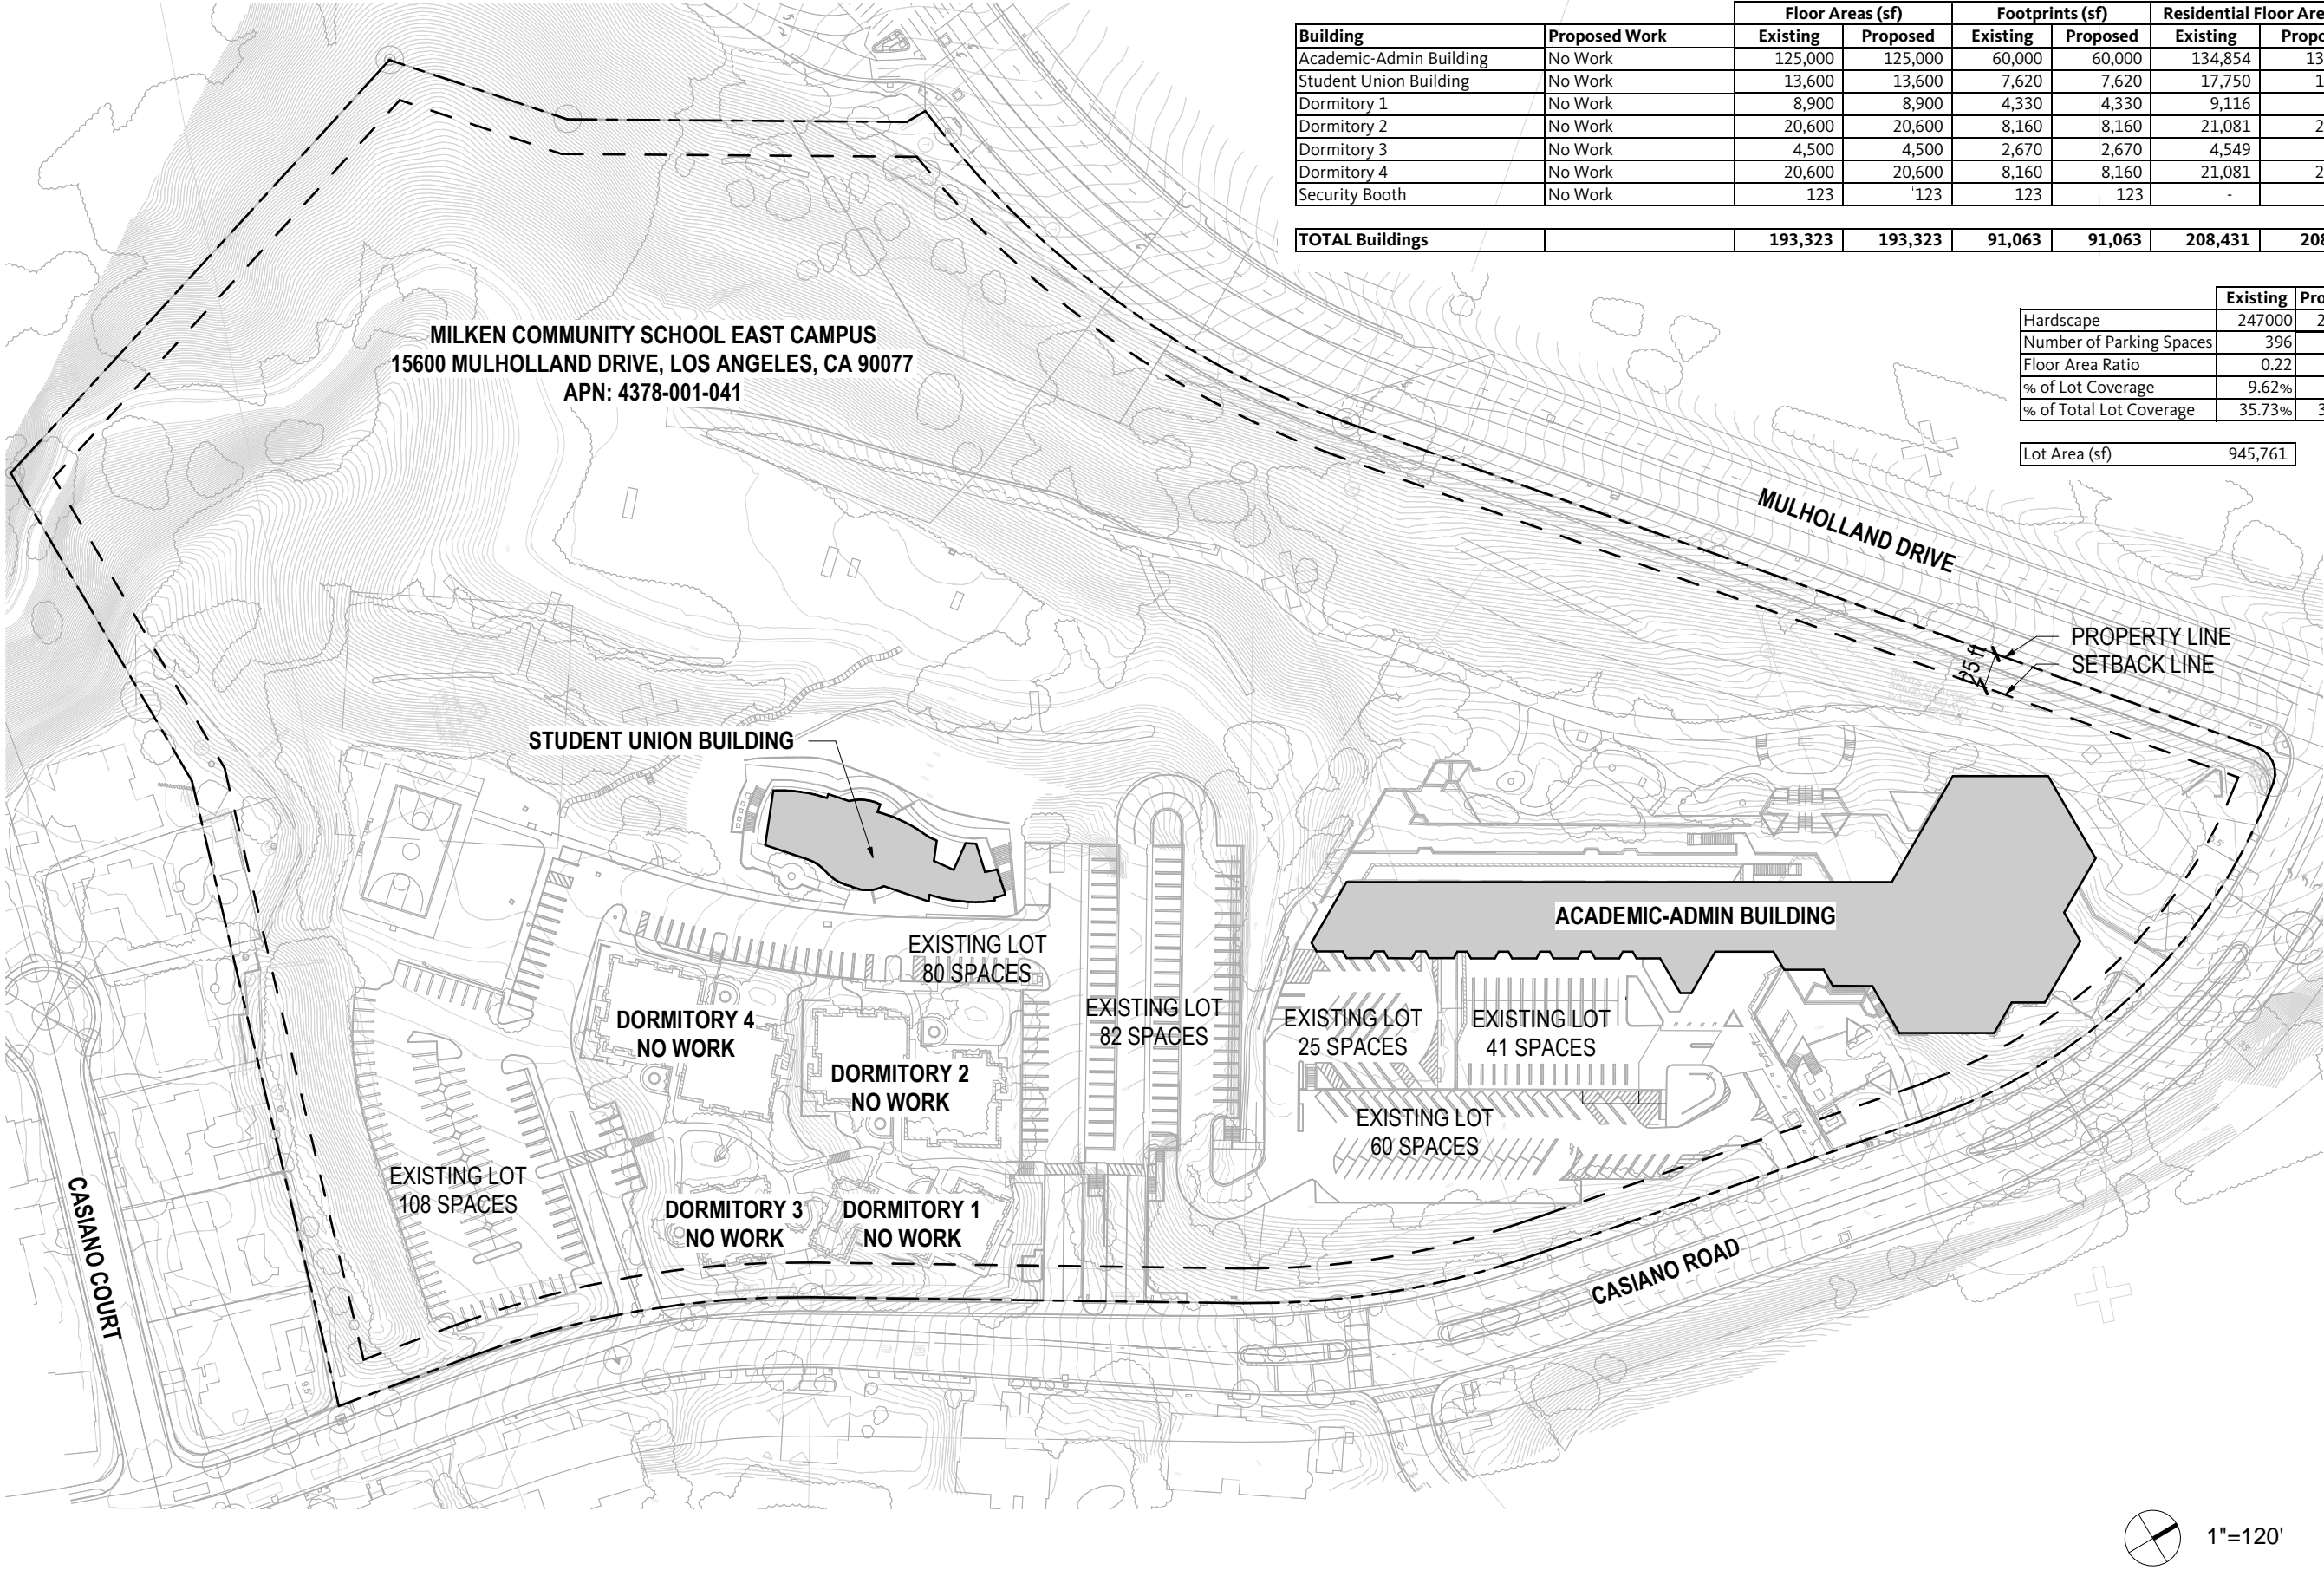 Floor Areas (sf) Footprints (sf) Residential Floor Are
Building Proposed Work Existing Proposed Existing Proposed Existing Propo
Academic-Admin Building No Work 125,000 125,000 60,000 60,000 134,854 13
Student Union Building No Work 13,600 13,600 7,620 7,620 17,750 1
Dormitory 1 No Work 8,900 8,900 4,330 4,330 9,116
Dormitory 2 No Work 20,600 20,600 8,160 8,160 21,081 2
Dormitory 3 No Work 4,500 4,500 2,670 2,670 4,549
Dormitory 4 No Work 20,600 20,600 8,160 8,160 21,081 2
Security Booth No Work 123 123 123 123 -
TOTAL Buildings 193,323 193,323 91,063 91,063 208,431 208
Existing Pro
Hardscape 247000 2
Number of Parking Spaces 396
Floor Area Ratio 0.22
% of Lot Coverage 9.62%
% of Total Lot Coverage 35.73% 3
Lot Area (sf) 945,761
MILKEN COMMUNITY SCHOOL EAST CAMPUS
15600 MULHOLLAND DRIVE, LOS ANGELES, CA 90077
APN: 4378-001-041
MULHOLLAND DRIVE
PROPERTY LINE
SETBACK LINE
25 ft
STUDENT UNION BUILDING
ACADEMIC-ADMIN BUILDING
EXISTING LOT
80 SPACES
EXISTING LOT
82 SPACES
EXISTING LOT
25 SPACES
EXISTING LOT
41 SPACES
DORMITORY 4
NO WORK
DORMITORY 2
NO WORK
EXISTING LOT
60 SPACES
EXISTING LOT
108 SPACES
DORMITORY 3
NO WORK
DORMITORY 1
NO WORK
CASIANO COURT
CASIANO ROAD
1"=120'